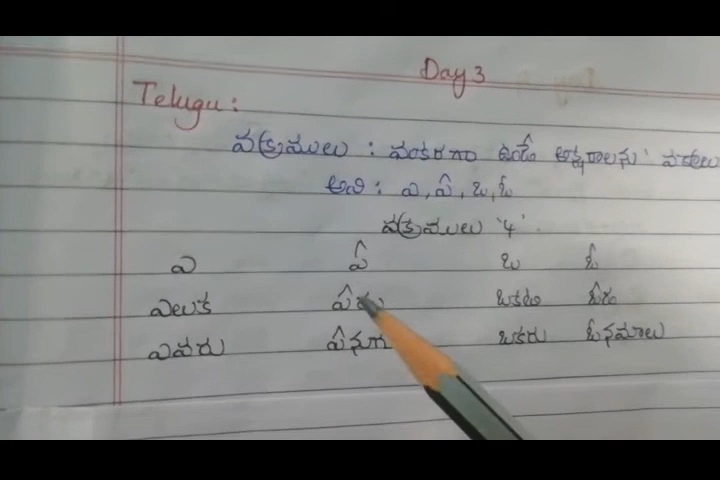 Day 3
Telugu:
వక్రములు : వంకరగా ఉండే అక్షరాలను వక్రములు
అవి : ఎ, ఏ, ఒ, ఓ
వక్రములు '4'
ఎ ఏ ఒ ఓ
ఎలుక ఒకటి
ఎవరు ఏనుగు ఒకరు ఓనమాలు